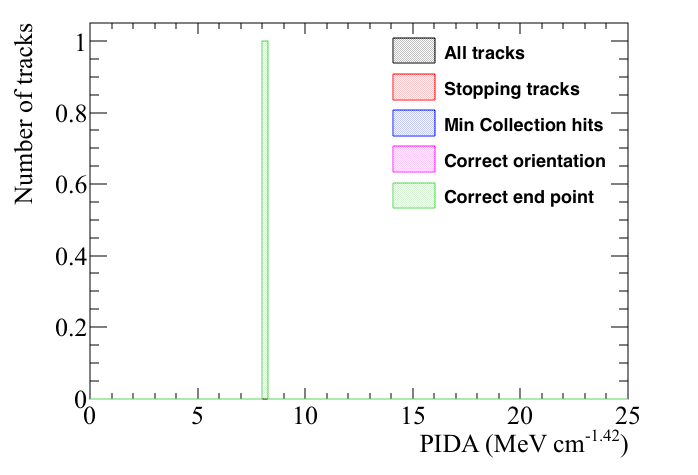 Number of tracks
1
0.8
0.6
0.4
0.2
0
All tracks
Stopping tracks
Min Collection hits
Correct orientation
Correct end point
0 5 10 15 20 25
PIDA (MeV cm-1.42)